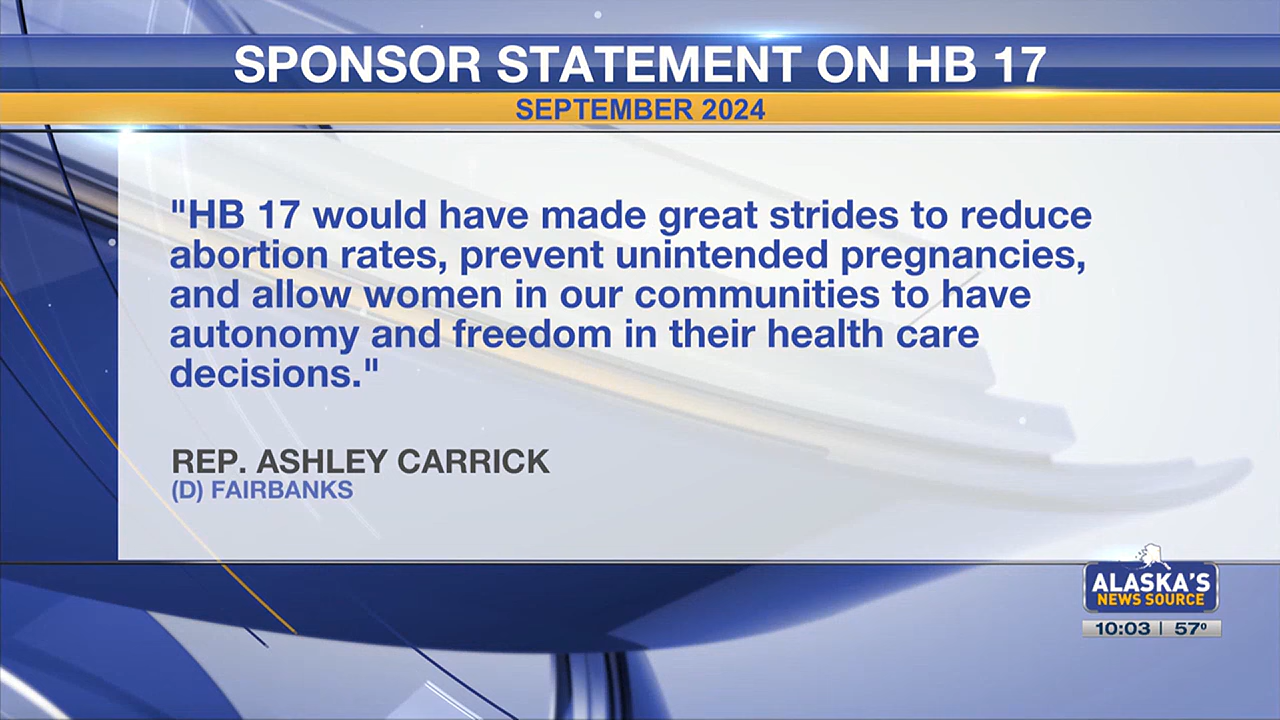 SPONSOR STATEMENT ON HB 17
SEPTEMBER 2024
"HB 17 would have made great strides to reduce
abortion rates, prevent unintended pregnancies,
and allow women in our communities to have
autonomy and freedom in their health care
decisions."
REP. ASHLEY CARRICK
(D) FAIRBANKS
ALASKA'S
NEWS SOURCE
10:03 | 57°